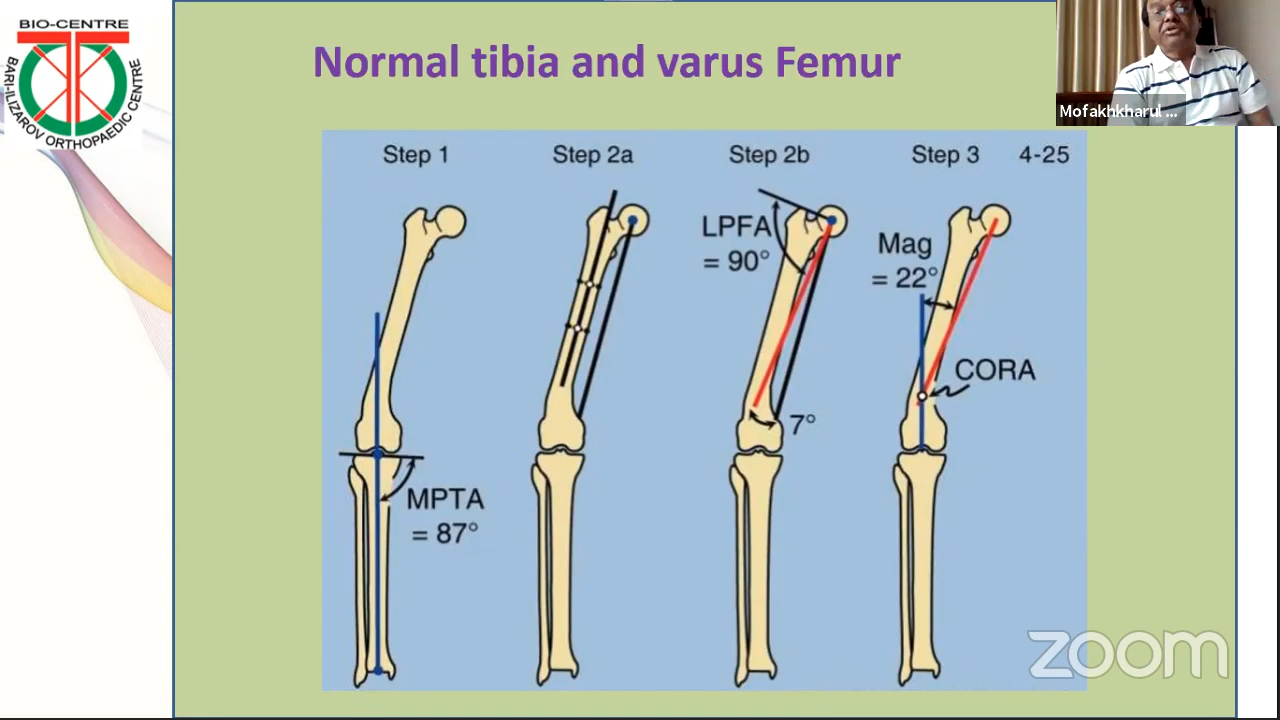 BIO-CENTRE
BARI-ILIZAROV ORTHOPAEDIC CENTRE
Normal tibia and varus Femur
Mofakhkharul ...
Step 1
Step 2a
Step 2b
Step 3
4-25
LPFA
= 90°
Mag
= 22°
CORA
7°
MPTA
= 87°
zoom